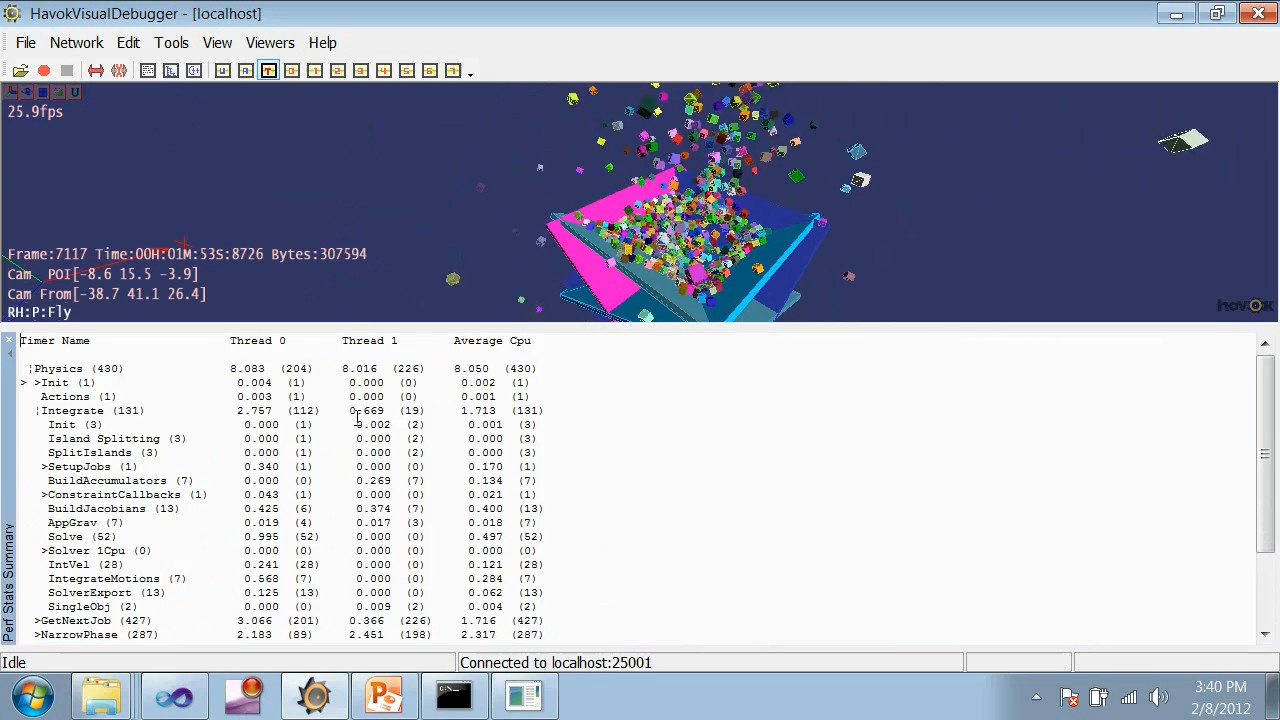 HavokVisualDebugger - [localhost]
File Network Edit Tools View Viewers Help
25.9fps
Frame:7117 Time:00H:01M:53S:8726 Bytes:307594
Cam POI[-8.6 15.5 -3.9]
Cam From[-38.7 41.1 26.4]
RH:P:Fly
havok
Timer Name Thread 0 Thread 1 Average Cpu
¦Physics (430) 8.083 (204) 8.016 (226) 8.050 (430)
> >Init (1) 0.004 (1) 0.000 (0) 0.002 (1)
Actions (1) 0.003 (1) 0.000 (0) 0.001 (1)
¦Integrate (131) 2.757 (112) 0.669 (19) 1.713 (131)
Init (3) 0.000 (1) 0.002 (2) 0.001 (3)
Island Splitting (3) 0.000 (1) 0.000 (2) 0.000 (3)
SplitIslands (3) 0.000 (1) 0.000 (2) 0.000 (3)
>SetupJobs (1) 0.340 (1) 0.000 (0) 0.170 (1)
BuildAccumulators (7) 0.000 (0) 0.269 (7) 0.134 (7)
>ConstraintCallbacks (1) 0.043 (1) 0.000 (0) 0.021 (1)
BuildJacobians (13) 0.425 (6) 0.374 (7) 0.400 (13)
AppGrav (7) 0.019 (4) 0.017 (3) 0.018 (7)
Solve (52) 0.995 (52) 0.000 (0) 0.497 (52)
>Solver 1Cpu (0) 0.000 (0) 0.000 (0) 0.000 (0)
IntVel (28) 0.241 (28) 0.000 (0) 0.121 (28)
IntegrateMotions (7) 0.568 (7) 0.000 (0) 0.284 (7)
SolverExport (13) 0.125 (13) 0.000 (0) 0.062 (13)
SingleObj (2) 0.000 (0) 0.009 (2) 0.004 (2)
>GetNextJob (427) 3.066 (201) 0.366 (226) 1.716 (427)
>NarrowPhase (287) 2.183 (89) 2.451 (198) 2.317 (287)
Perf Stats Summary
Idle Connected to localhost:25001
3:40 PM
2/8/2012